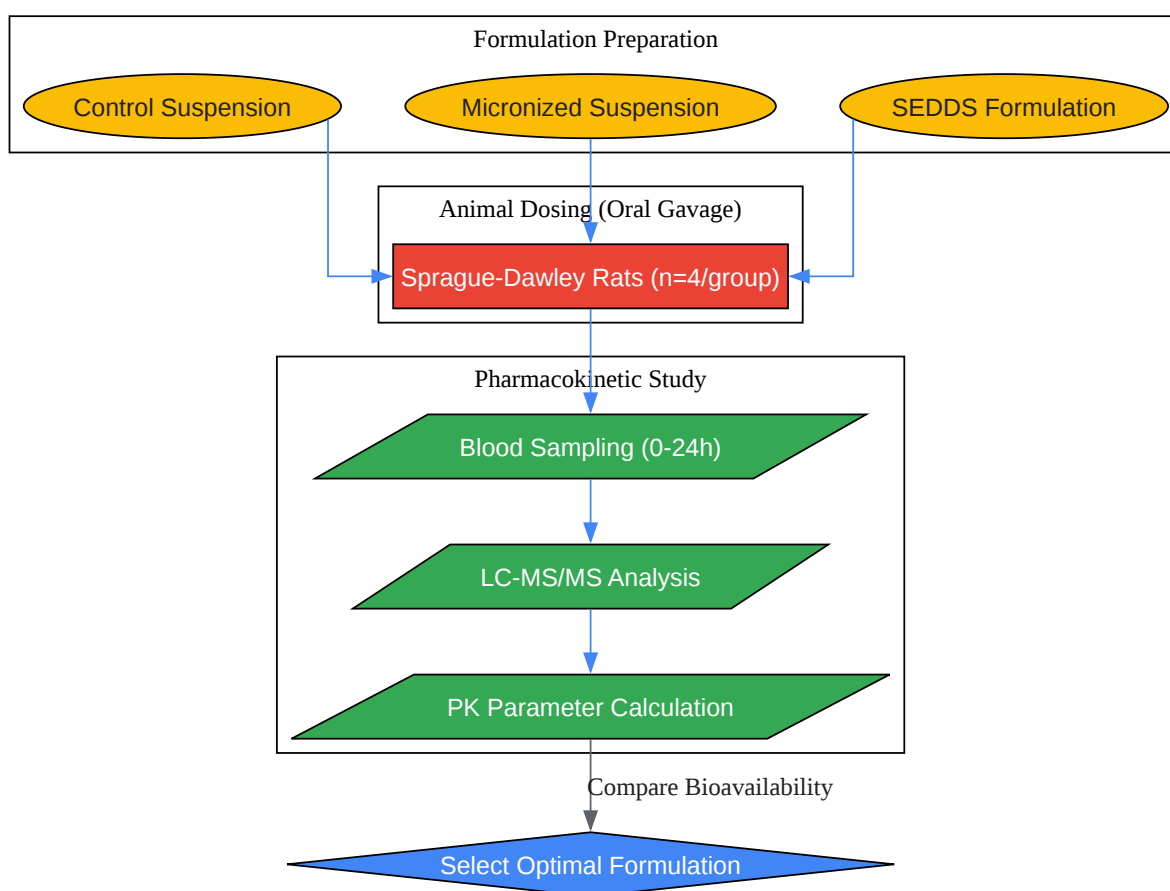 Formulation Preparation
Control Suspension
Micronized Suspension
SEDDS Formulation
Animal Dosing (Oral Gavage)
Sprague-Dawley Rats (n=4/group)
Pharmacokinetic Study
Blood Sampling (0-24h)
LC-MS/MS Analysis
PK Parameter Calculation
Compare Bioavailability
Select Optimal Formulation